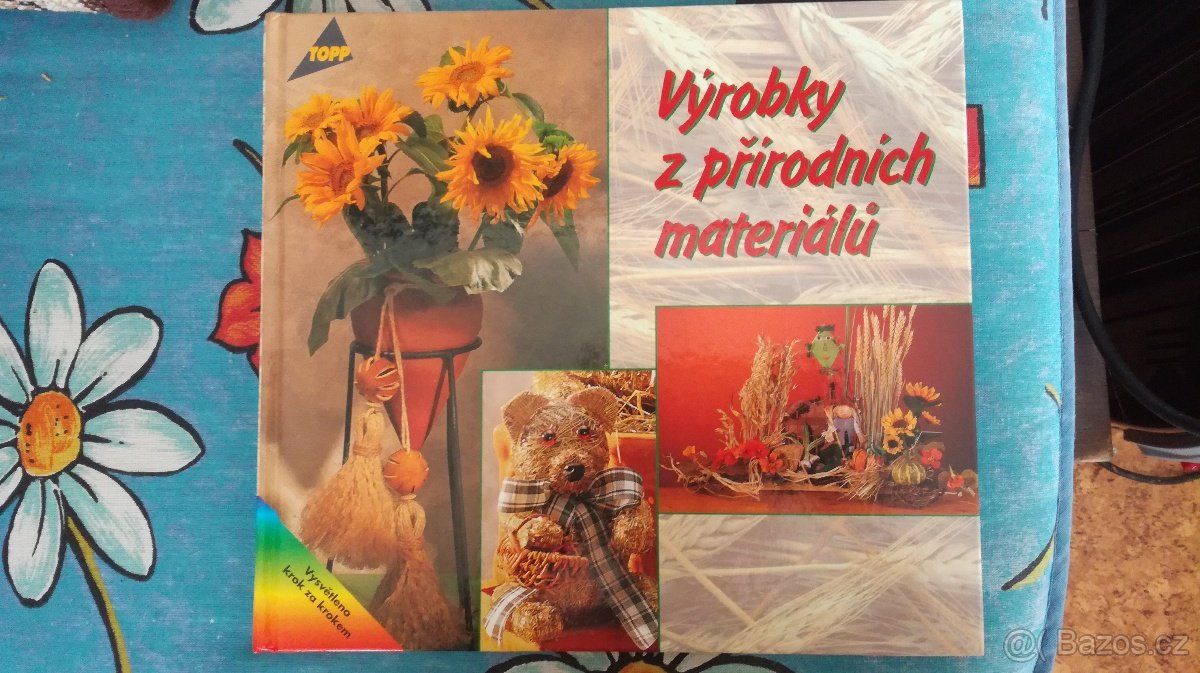 TOPP
Výrobky
z přírodních
materiálů
Vysvětleno
krok za krokem
@ Bazos.cz